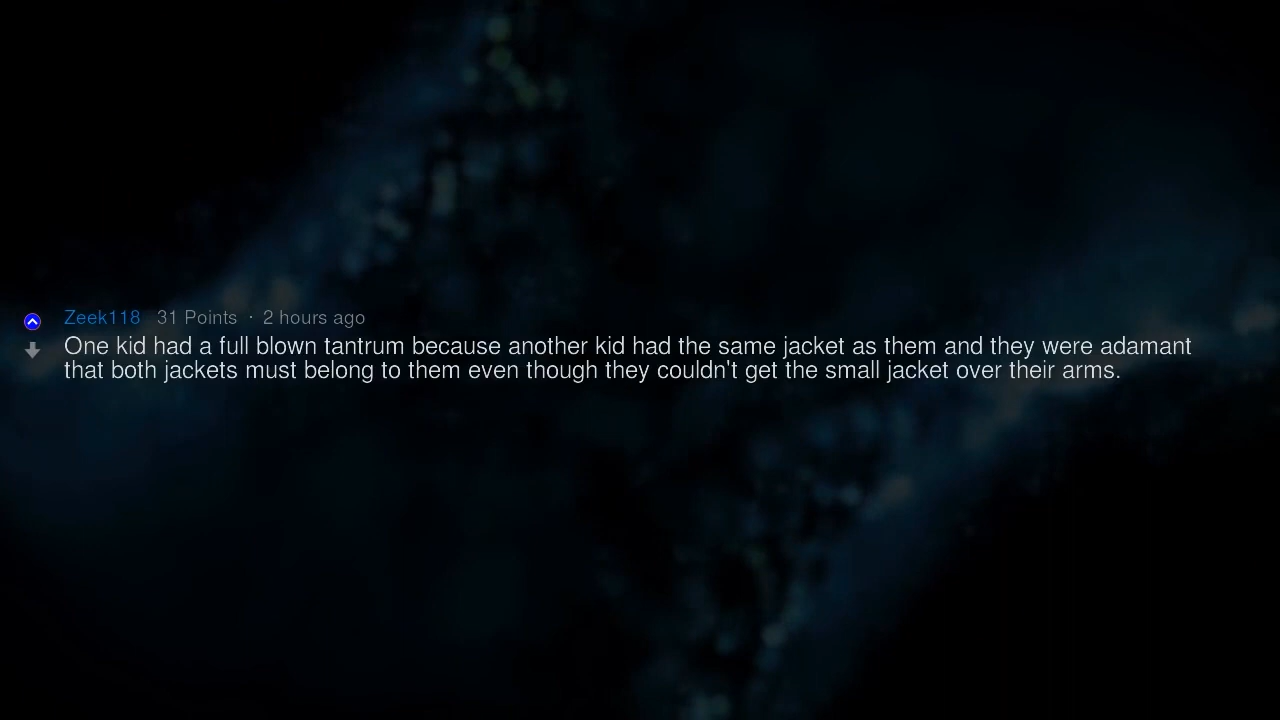 Zeek118 31 Points · 2 hours ago
One kid had a full blown tantrum because another kid had the same jacket as them and they were adamant
that both jackets must belong to them even though they couldn't get the small jacket over their arms.